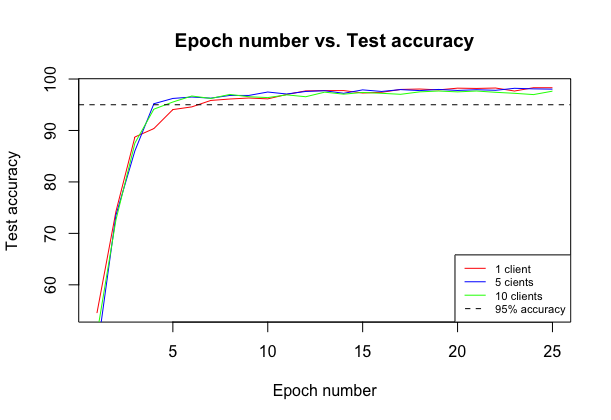 Epoch number vs. Test accuracy
Test accuracy
100
90
80
70
60
1 client
5 cients
10 clients
95% accuracy
5
10
15
20
25
Epoch number